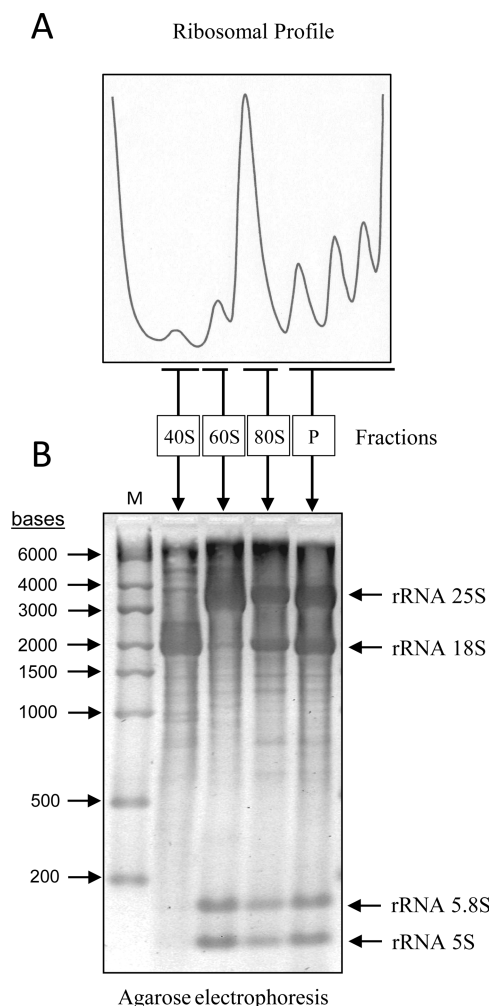 A
Ribosomal Profile
40S 60S 80S P Fractions
B
M
bases
6000
4000
3000
2000
1500
1000
500
200
rRNA 25S
rRNA 18S
rRNA 5.8S
rRNA 5S
Agarose electrophoresis